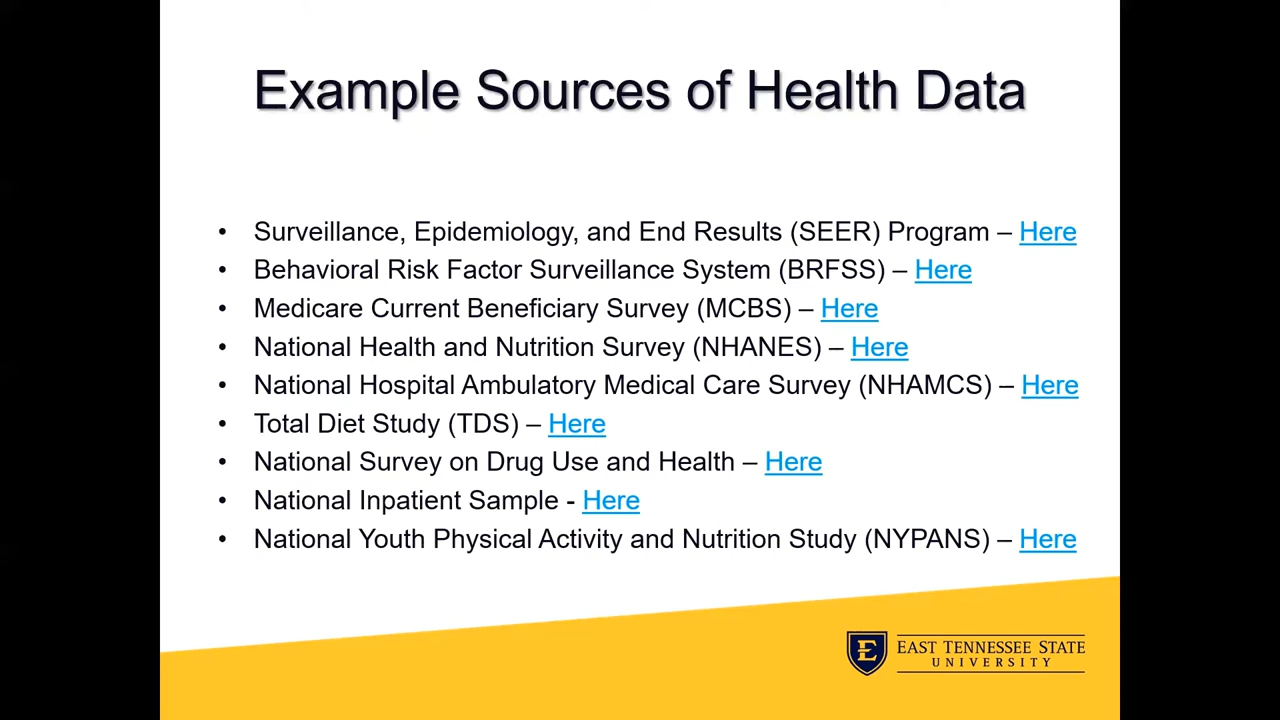 Example Sources of Health Data
• Surveillance, Epidemiology, and End Results (SEER) Program – Here
• Behavioral Risk Factor Surveillance System (BRFSS) – Here
• Medicare Current Beneficiary Survey (MCBS) – Here
• National Health and Nutrition Survey (NHANES) – Here
• National Hospital Ambulatory Medical Care Survey (NHAMCS) – Here
• Total Diet Study (TDS) – Here
• National Survey on Drug Use and Health – Here
• National Inpatient Sample - Here
• National Youth Physical Activity and Nutrition Study (NYPANS) – Here
E
EAST TENNESSEE STATE
UNIVERSITY